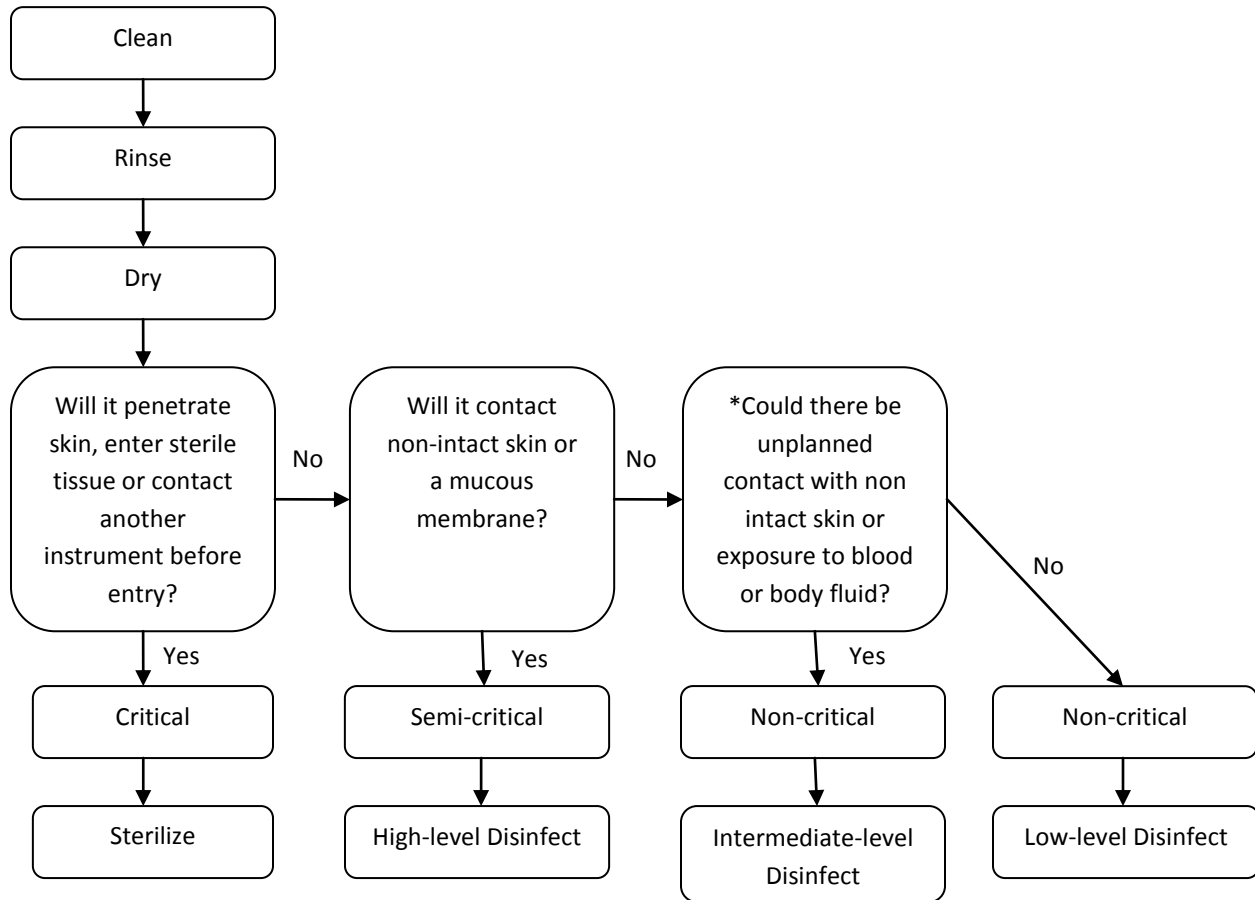 Clean
Rinse
Dry
Will it penetrate
skin, enter sterile
tissue or contact
another
instrument before
entry?
No
Will it contact
non-intact skin or
a mucous
membrane?
No
*Could there be
unplanned
contact with non
intact skin or
exposure to blood
or body fluid?
No
Yes
Yes
Yes
Critical
Semi-critical
Non-critical
Non-critical
Sterilize
High-level Disinfect
Intermediate-level
Disinfect
Low-level Disinfect